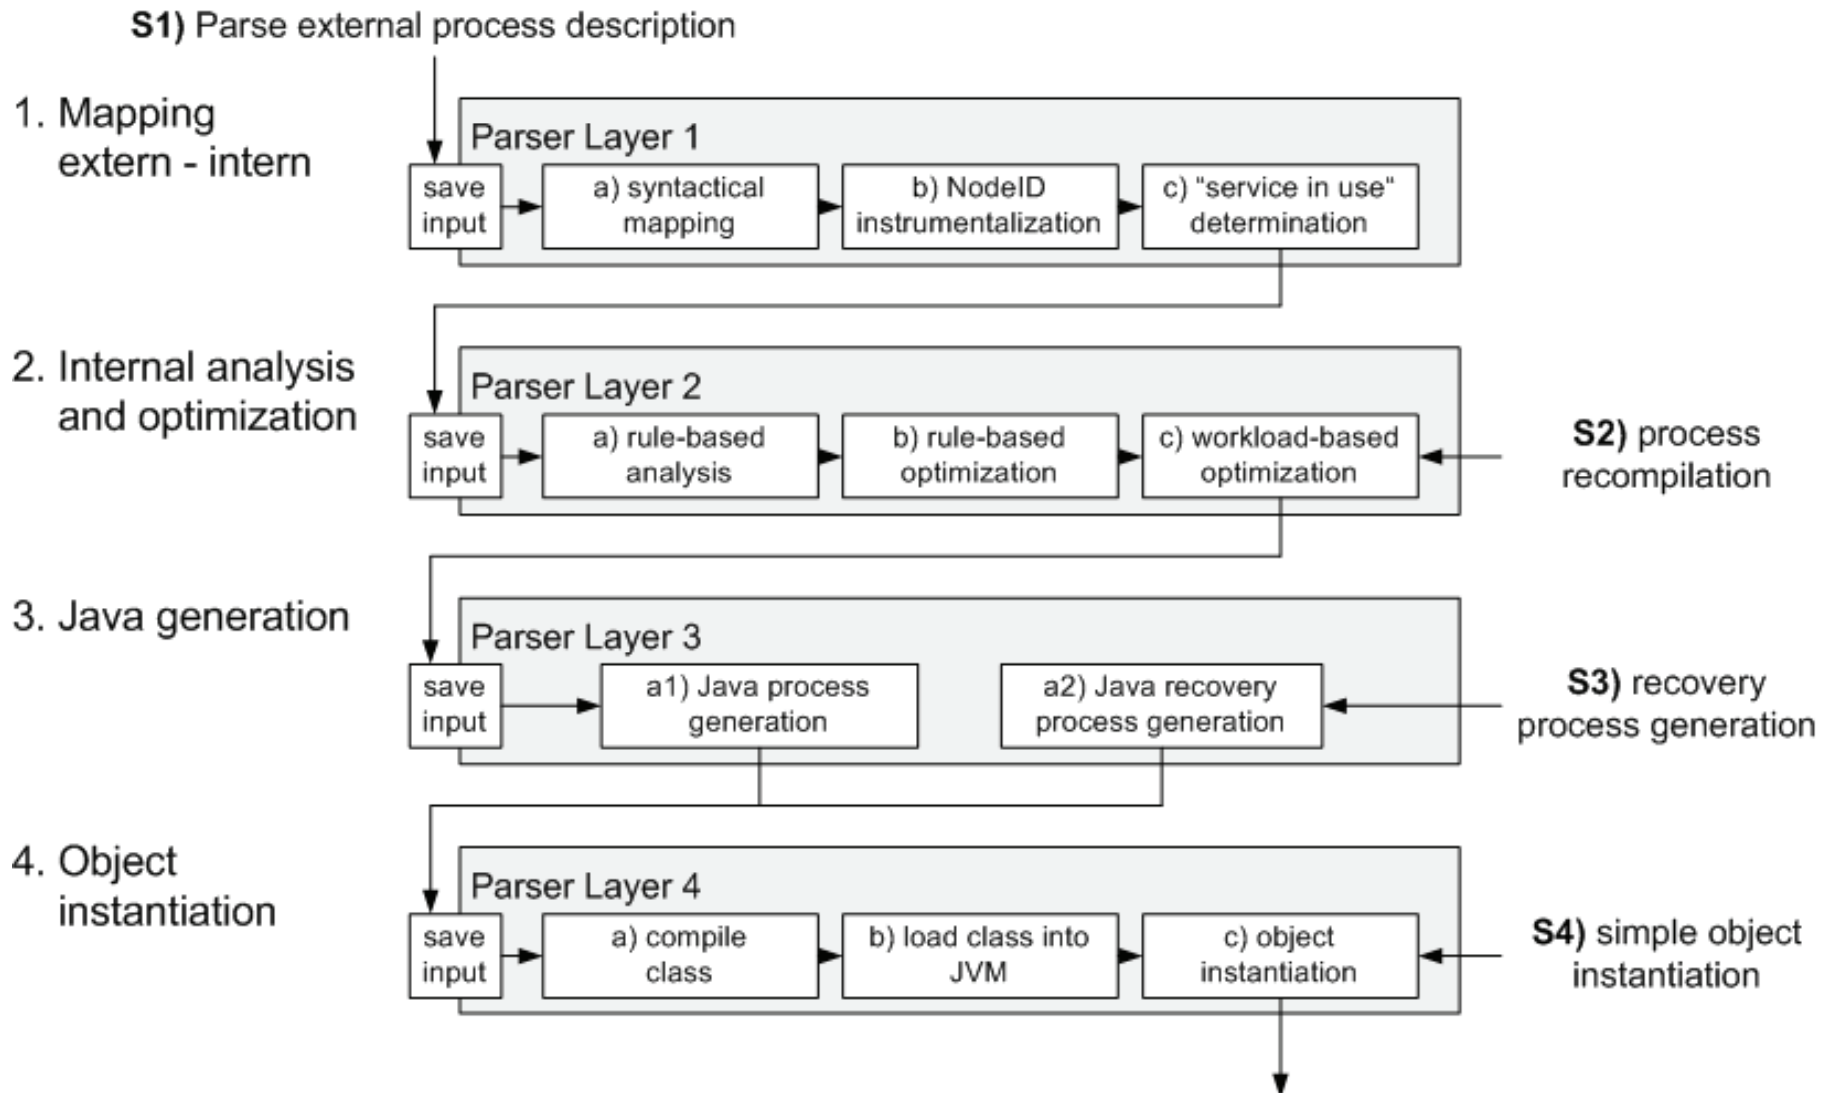 S1) Parse external process description
1. Mapping
extern - intern
Parser Layer 1
save
input
a) syntactical
mapping
b) NodeID
instrumentalization
c) "service in use"
determination
2. Internal analysis
and optimization
Parser Layer 2
save
input
a) rule-based
analysis
b) rule-based
optimization
c) workload-based
optimization
S2) process
recompilation
3. Java generation
Parser Layer 3
save
input
a1) Java process
generation
a2) Java recovery
process generation
S3) recovery
process generation
4. Object
instantiation
Parser Layer 4
save
input
a) compile
class
b) load class into
JVM
c) object
instantiation
S4) simple object
instantiation